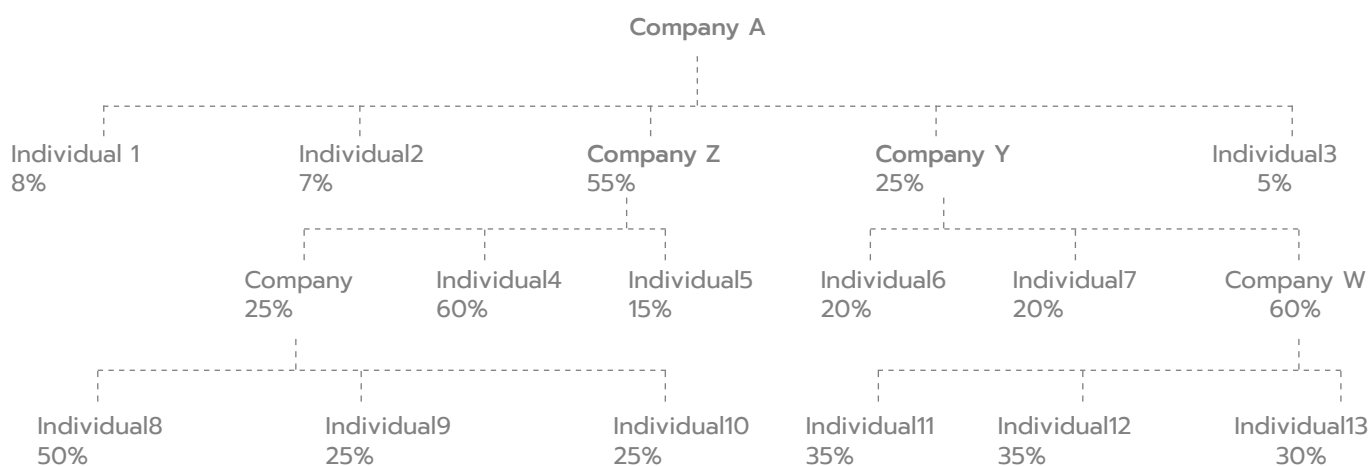 Company A
Individual 1 Individual2 Company Z Company Y Individual3
8% 7% 55% 25% 5%
Company Individual4 Individual5 Individual6 Individual7 Company W
25% 60% 15% 20% 20% 60%
Individual8 Individual9 Individual10 Individual11 Individual12 Individual13
50% 25% 25% 35% 35% 30%